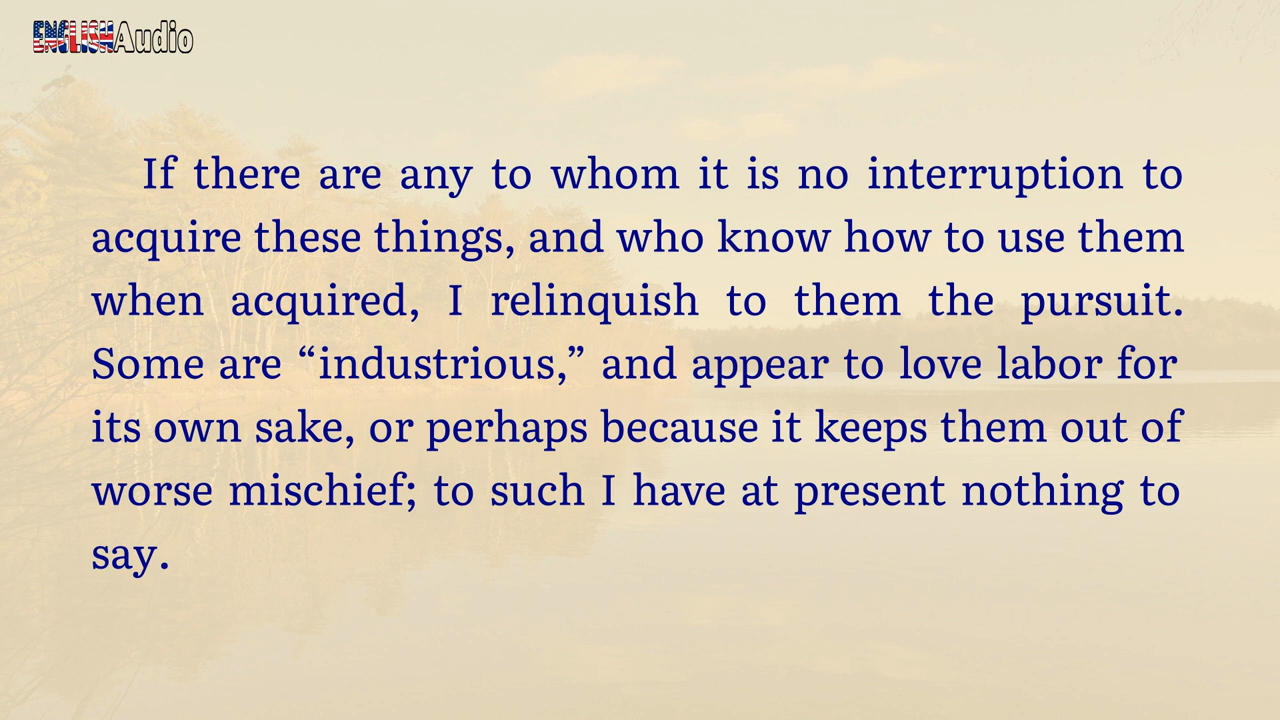 ENGLISHAudio
If there are any to whom it is no interruption to
acquire these things, and who know how to use them
when acquired, I relinquish to them the pursuit.
Some are “industrious,” and appear to love labor for
its own sake, or perhaps because it keeps them out of
worse mischief; to such I have at present nothing to
say.